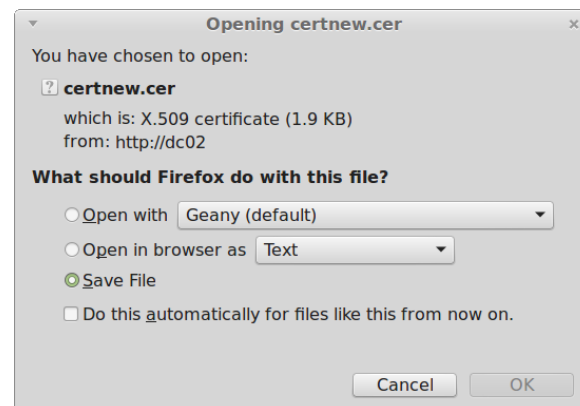 Opening certnew.cer
You have chosen to open:
certnew.cer
which is: X.509 certificate (1.9 KB)
from: http://dc02
What should Firefox do with this file?
Open with Geany (default)
Open in browser as Text
Save File
Do this automatically for files like this from now on.
Cancel OK